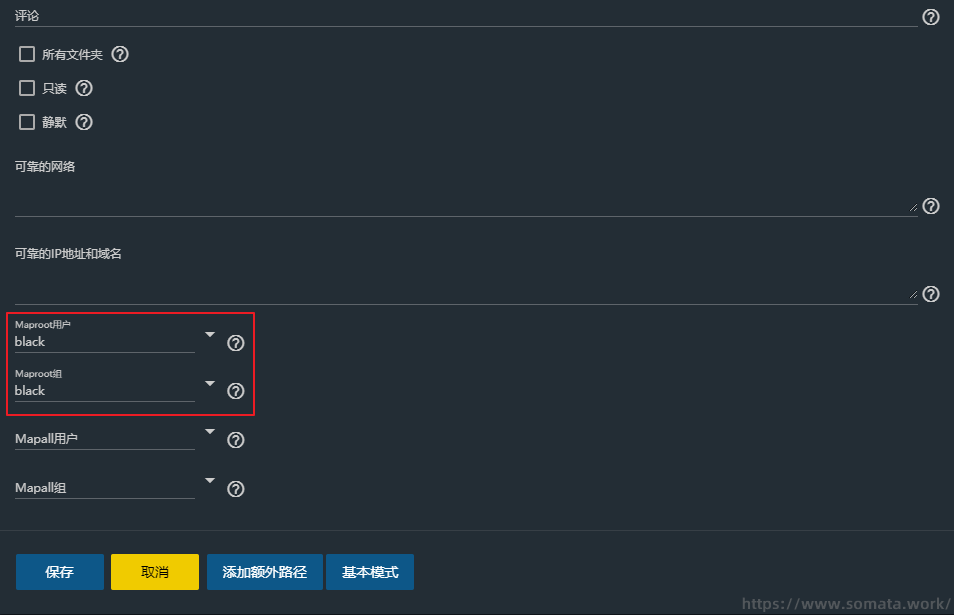 评论
所有文件夹
只读
静默
可靠的网络
可靠的IP地址和域名
Maproot用户
black
Maproot组
black
Mapall用户
Mapall组
保存 取消 添加额外路径 基本模式
https://www.somata.work/